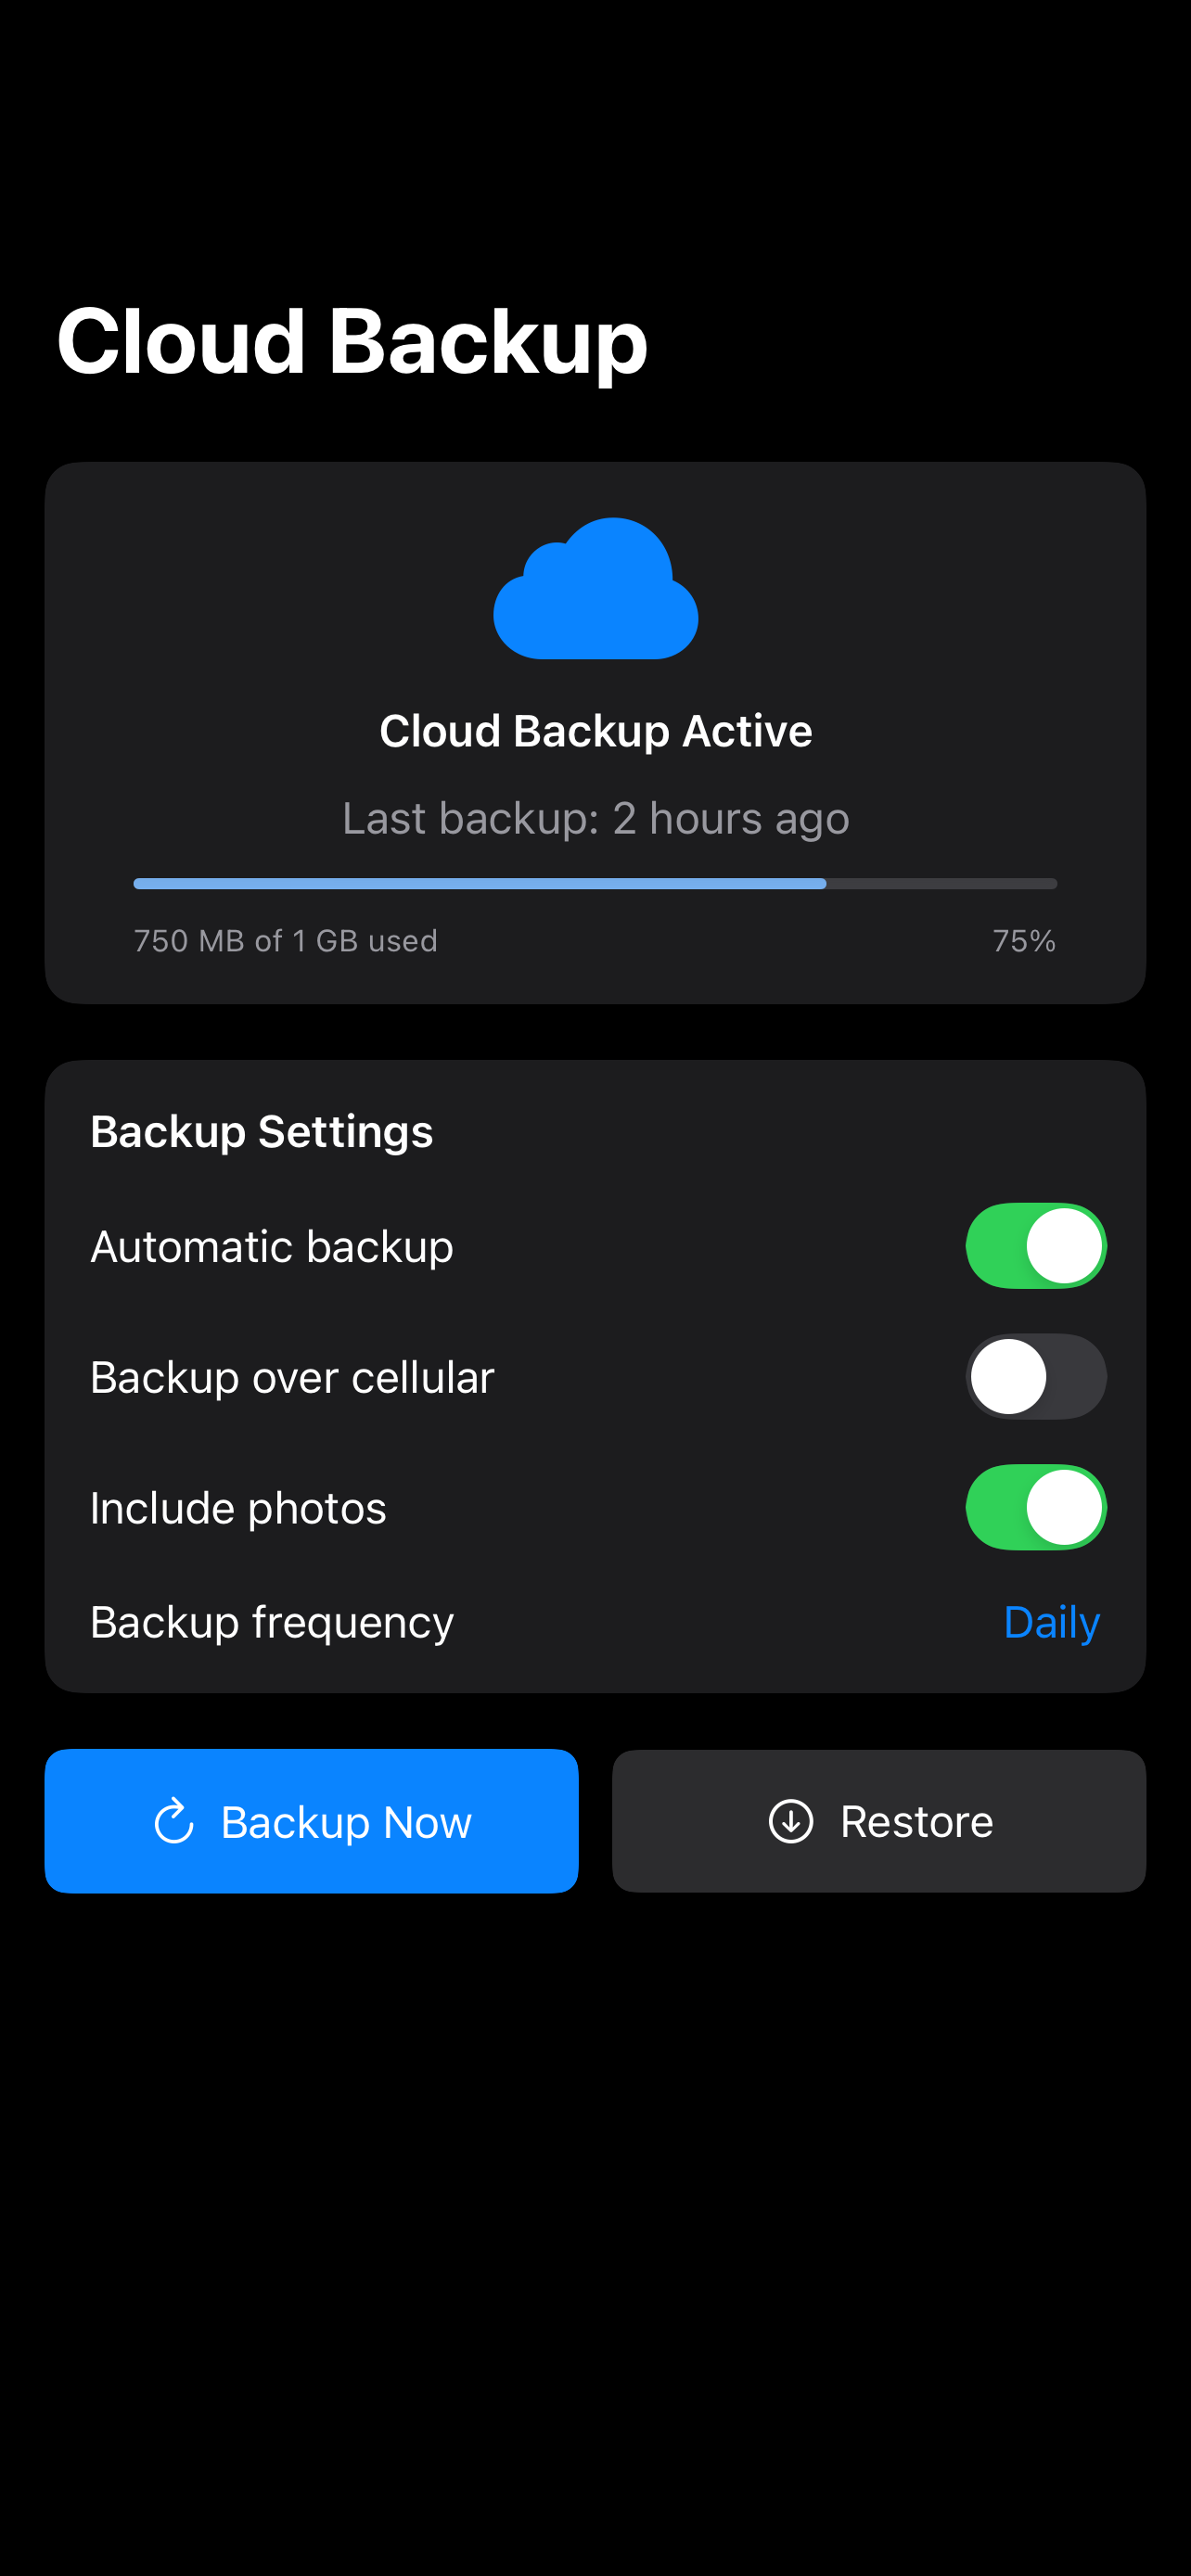 Cloud Backup
Cloud Backup Active
Last backup: 2 hours ago
750 MB of 1 GB used 75%
Backup Settings
Automatic backup
Backup over cellular
Include photos
Backup frequency Daily
Backup Now Restore